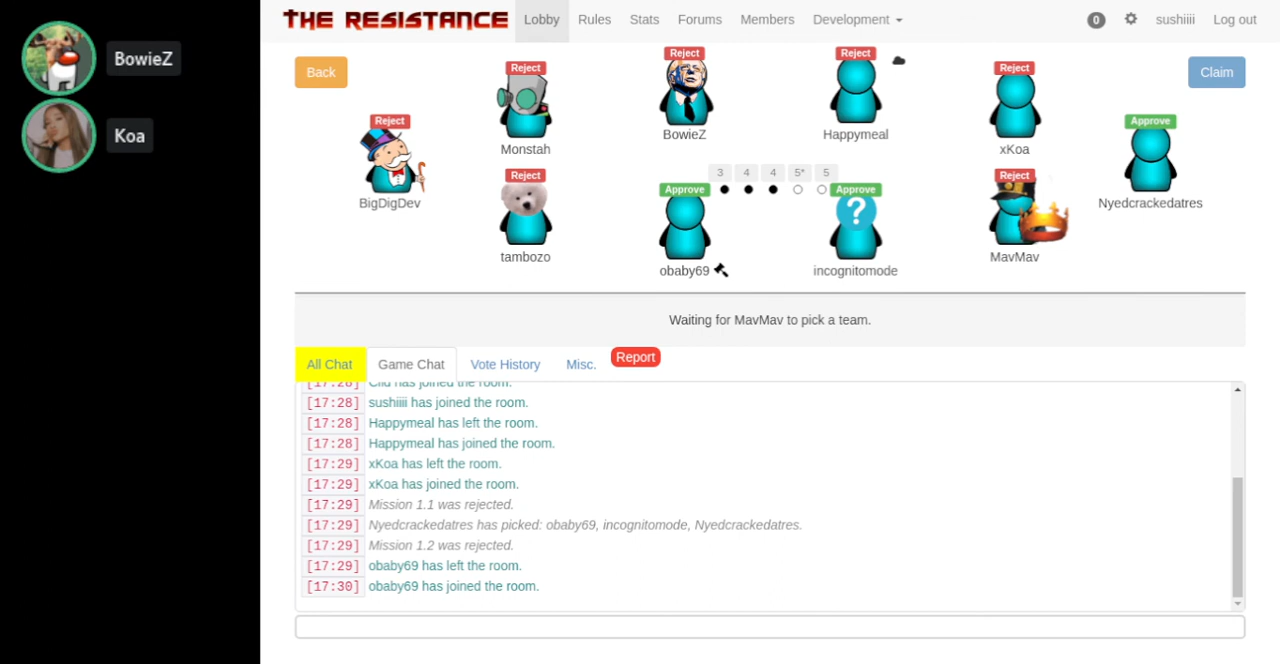 BowieZ
Koa
THE RESISTANCE
Lobby
Rules
Stats
Forums
Members
Development
0
sushiiii
Log out
Back
Claim
Reject
Monstah
Reject
BowieZ
Reject
Happymeal
Reject
xKoa
Reject
BigDigDev
Approve
Nyedcrackedatres
3 4 4 5* 5
Reject
tambozo
Approve
obaby69
Approve
?
incognitomode
Reject
MavMav
Waiting for MavMav to pick a team.
All Chat
Game Chat
Vote History
Misc.
Report
[17:28] has joined the room.
[17:28] sushiiii has joined the room.
[17:28] Happymeal has left the room.
[17:28] Happymeal has joined the room.
[17:29] xKoa has left the room.
[17:29] xKoa has joined the room.
[17:29] Mission 1.1 was rejected.
[17:29] Nyedcrackedatres has picked: obaby69, incognitomode, Nyedcrackedatres.
[17:29] Mission 1.2 was rejected.
[17:29] obaby69 has left the room.
[17:30] obaby69 has joined the room.